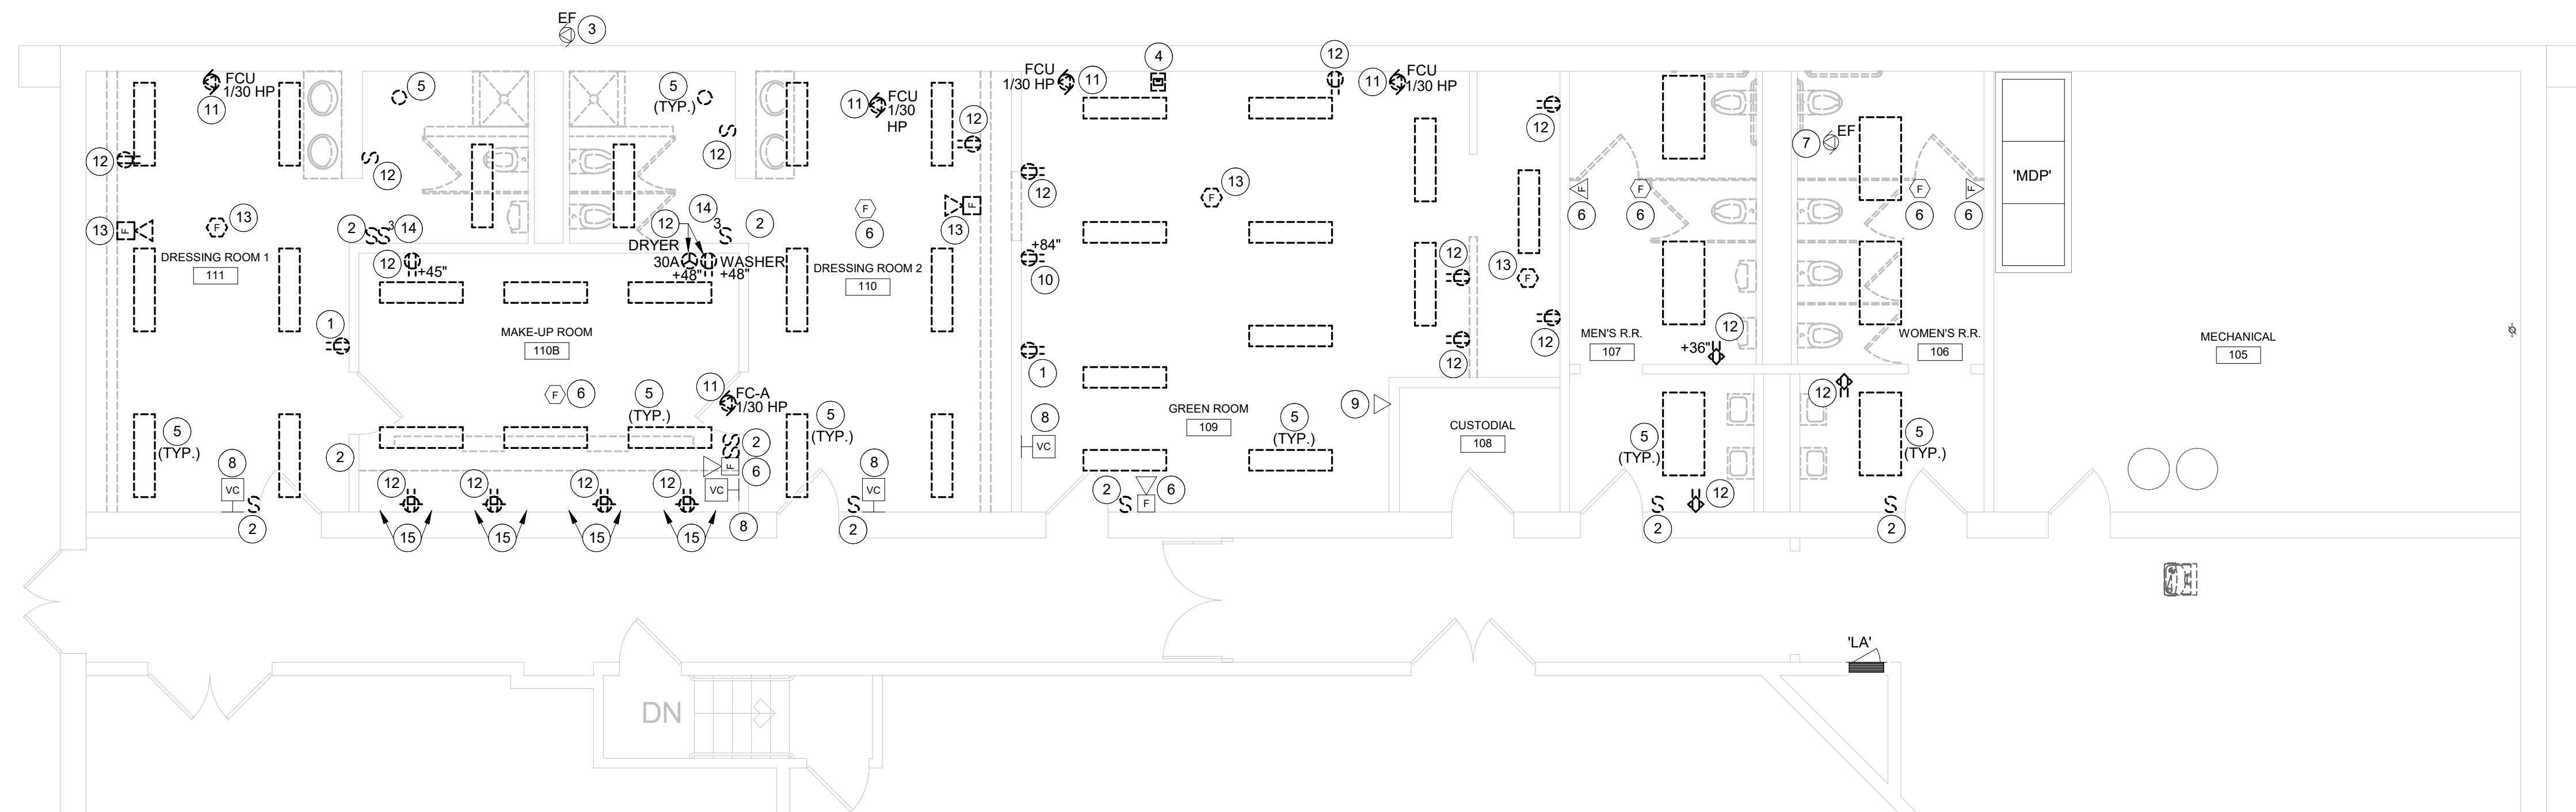 EF 3
FCU
1/30 HP
11
5
5
(TYP.)
11
FCU
1/30
HP
12
FCU
1/30 HP
11
4
12
11
FCU
1/30 HP
12
7
EF
'MDP'
12
12
12
F
13
F
13
2
3
14
12
14
3
2
F
6
F
13
12
13
F
F
6
F
6
F
6
F
6
DRESSING ROOM 1
111
12
+45"
DRYER
30A
+48"
WASHER
+48"
DRESSING ROOM 2
110
+84"
10
12
13
F
1
MAKE-UP ROOM
110B
1
12
12
MEN'S R.R.
107
12
+36"
WOMEN'S R.R.
106
MECHANICAL
105
F
6
5
(TYP.)
11
FC-A
1/30 HP
12
9
5
(TYP.)
5
(TYP.)
GREEN ROOM
109
5
(TYP.)
CUSTODIAL
108
5
(TYP.)
5
(TYP.)
8
VC
2
2
F
6
8
VC
8
VC
12
12
12
12
VC
8
2
F
6
12
2
15
15
15
15
2
2
2
'LA'
DN